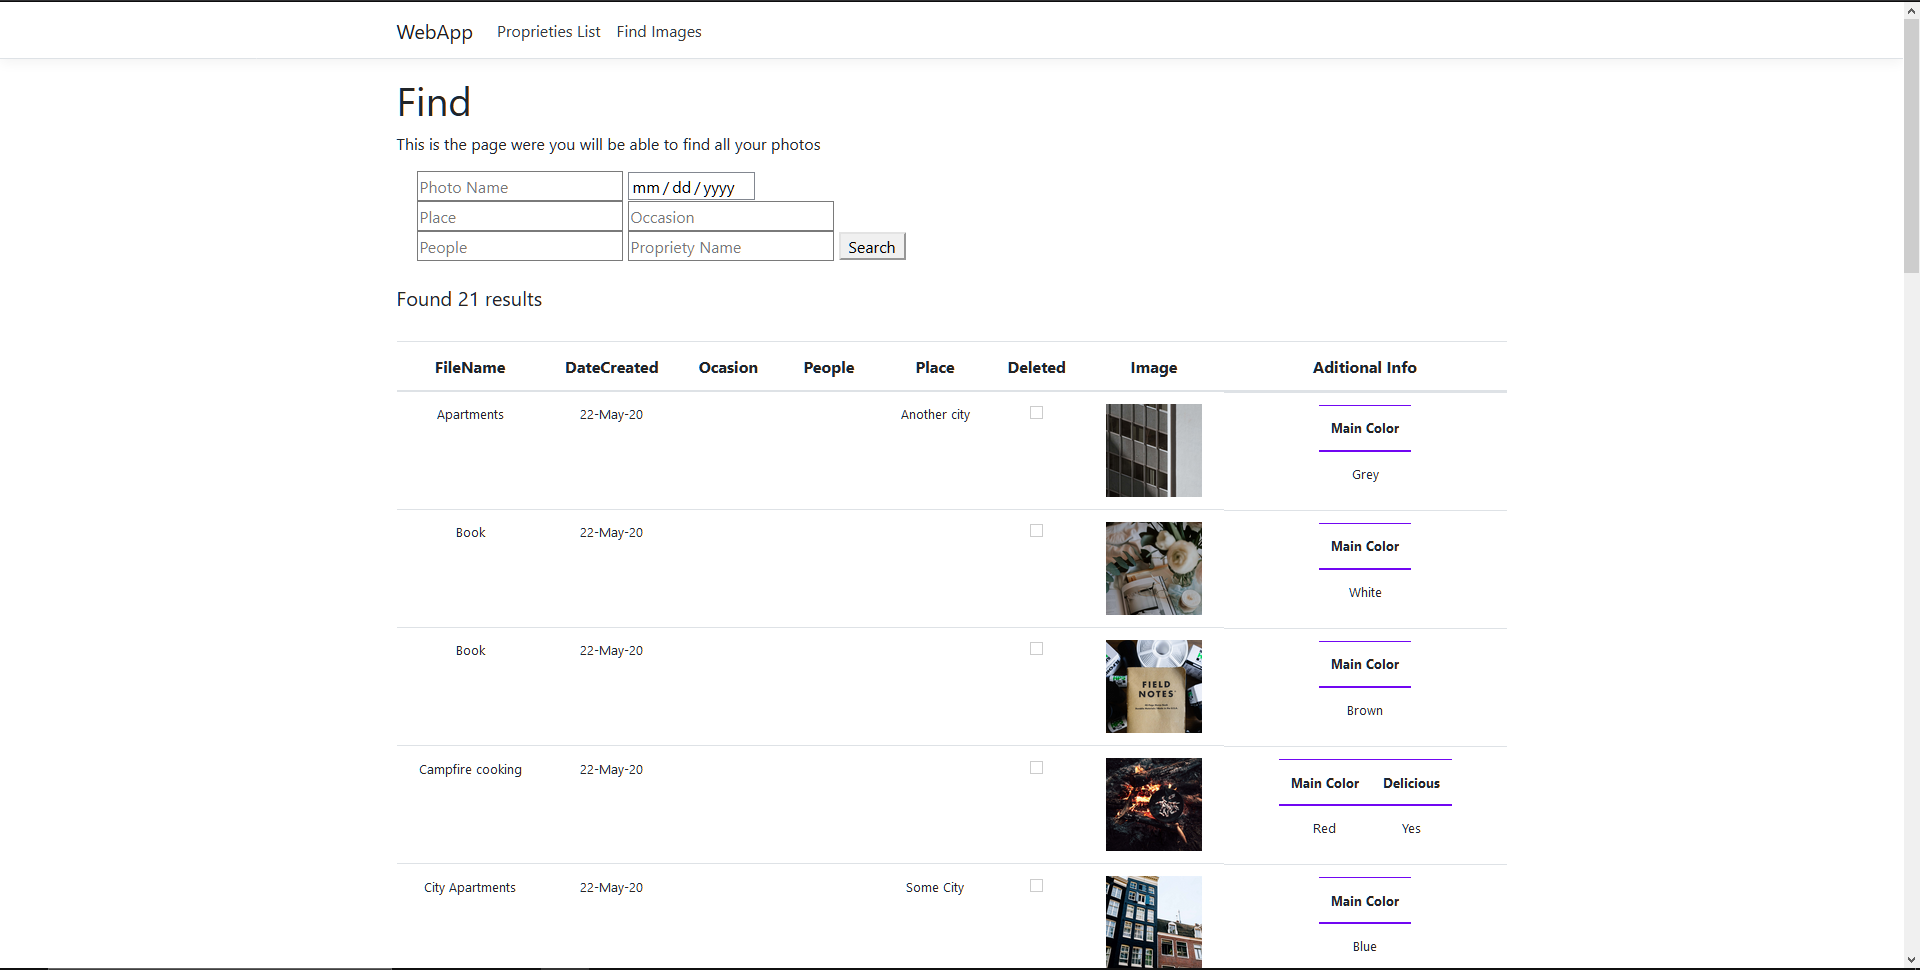 WebApp Proprieties List Find Images
Find
This is the page were you will be able to find all your photos
Photo Name mm/dd/yyyy
Place Occasion
People Propriety Name Search
Found 21 results
FileName DateCreated Ocasion People Place Deleted Image Aditional Info
Apartments 22-May-20 Another city
Main Color
Grey
Book 22-May-20
Main Color
White
Book 22-May-20
Main Color
FIELD
NOTES
Brown
Campfire cooking 22-May-20
Main Color Delicious
Red Yes
City Apartments 22-May-20 Some City
Main Color
Blue